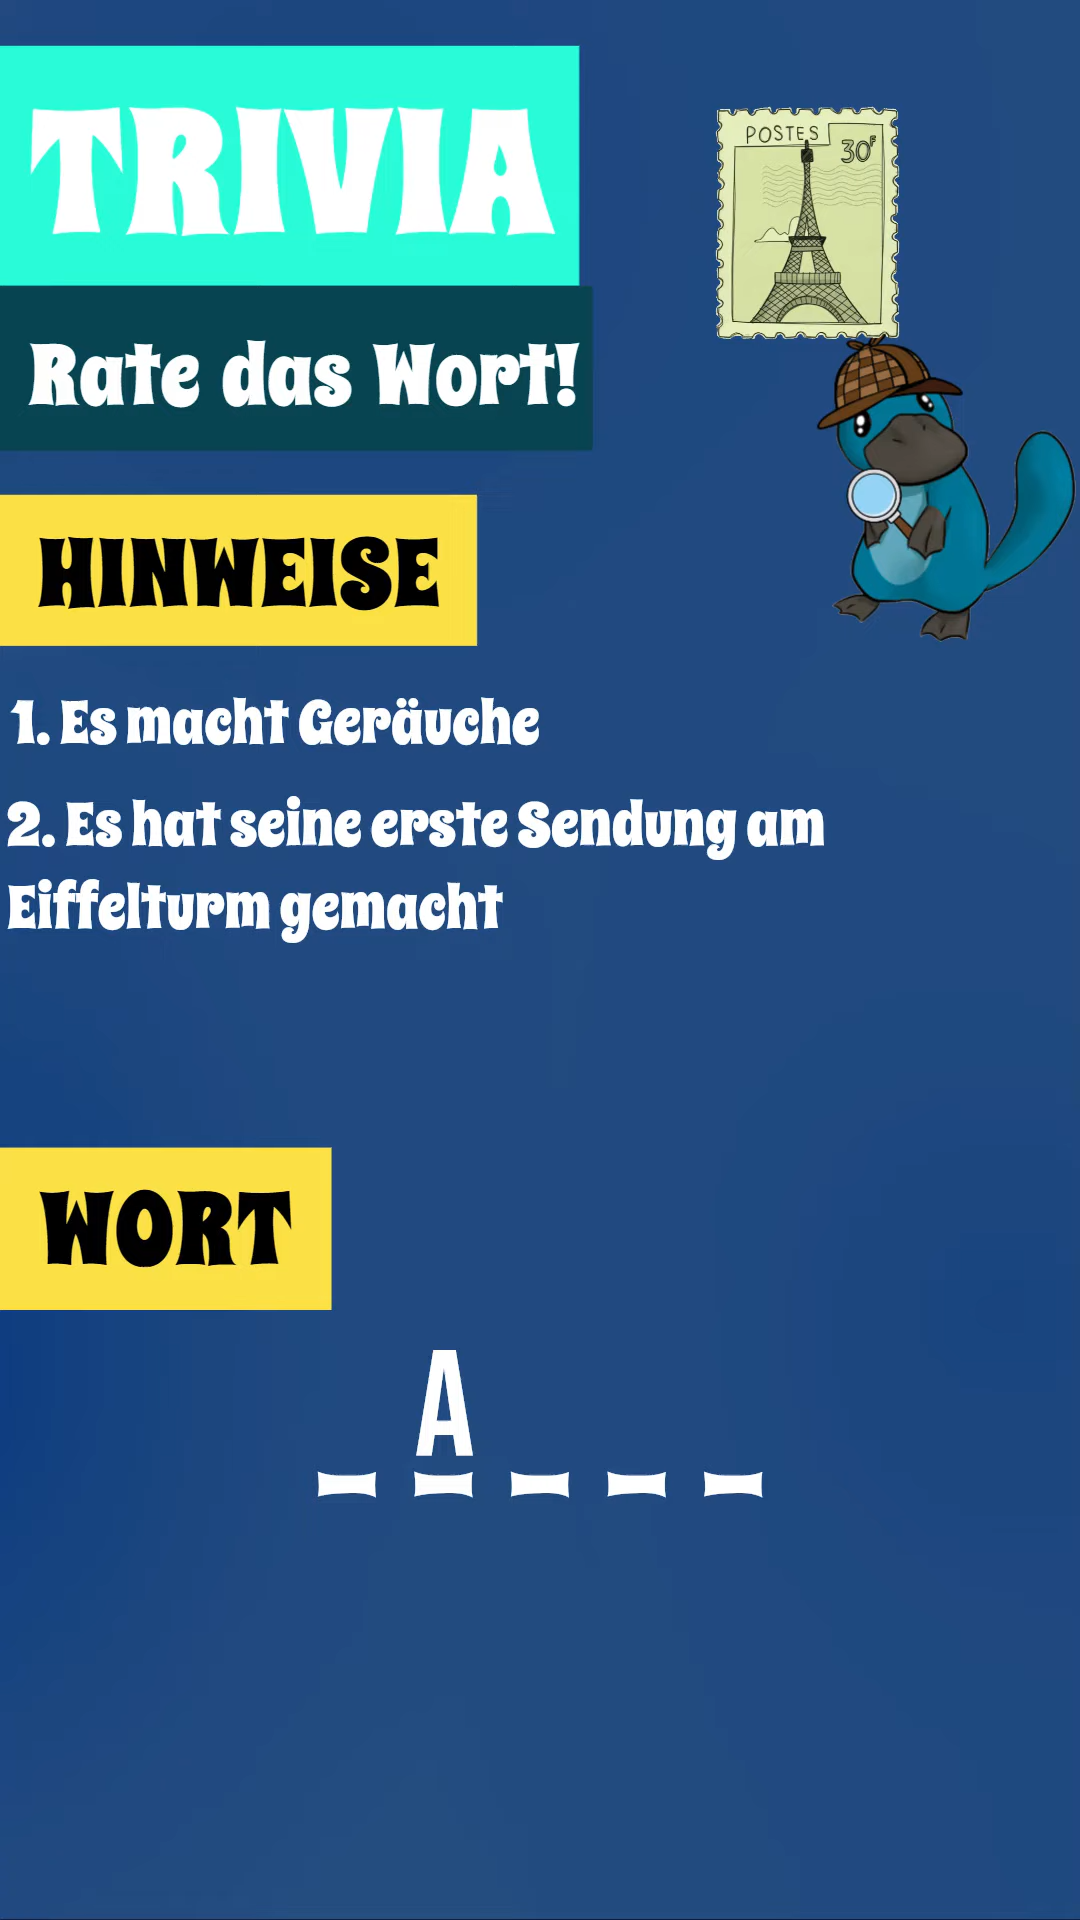 TRIVIA
POSTES
30F
Rate das Wort!
HINWEISE
1. Es macht Geräuche
2. Es hat seine erste Sendung am
Eiffelturm gemacht
WORT
_ A _ _ _